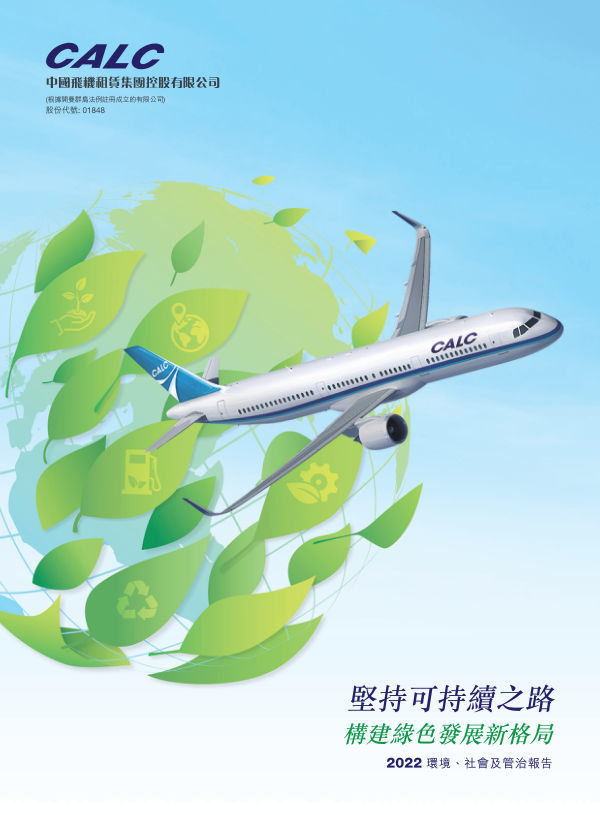 CALC
中國飛機租賃集團控股有限公司
(根據開曼群島法例註冊成立的有限公司)
股份代號: 01848
CALC
CALC
堅持可持續之路
構建綠色發展新格局
2022 環境、社會及管治報告